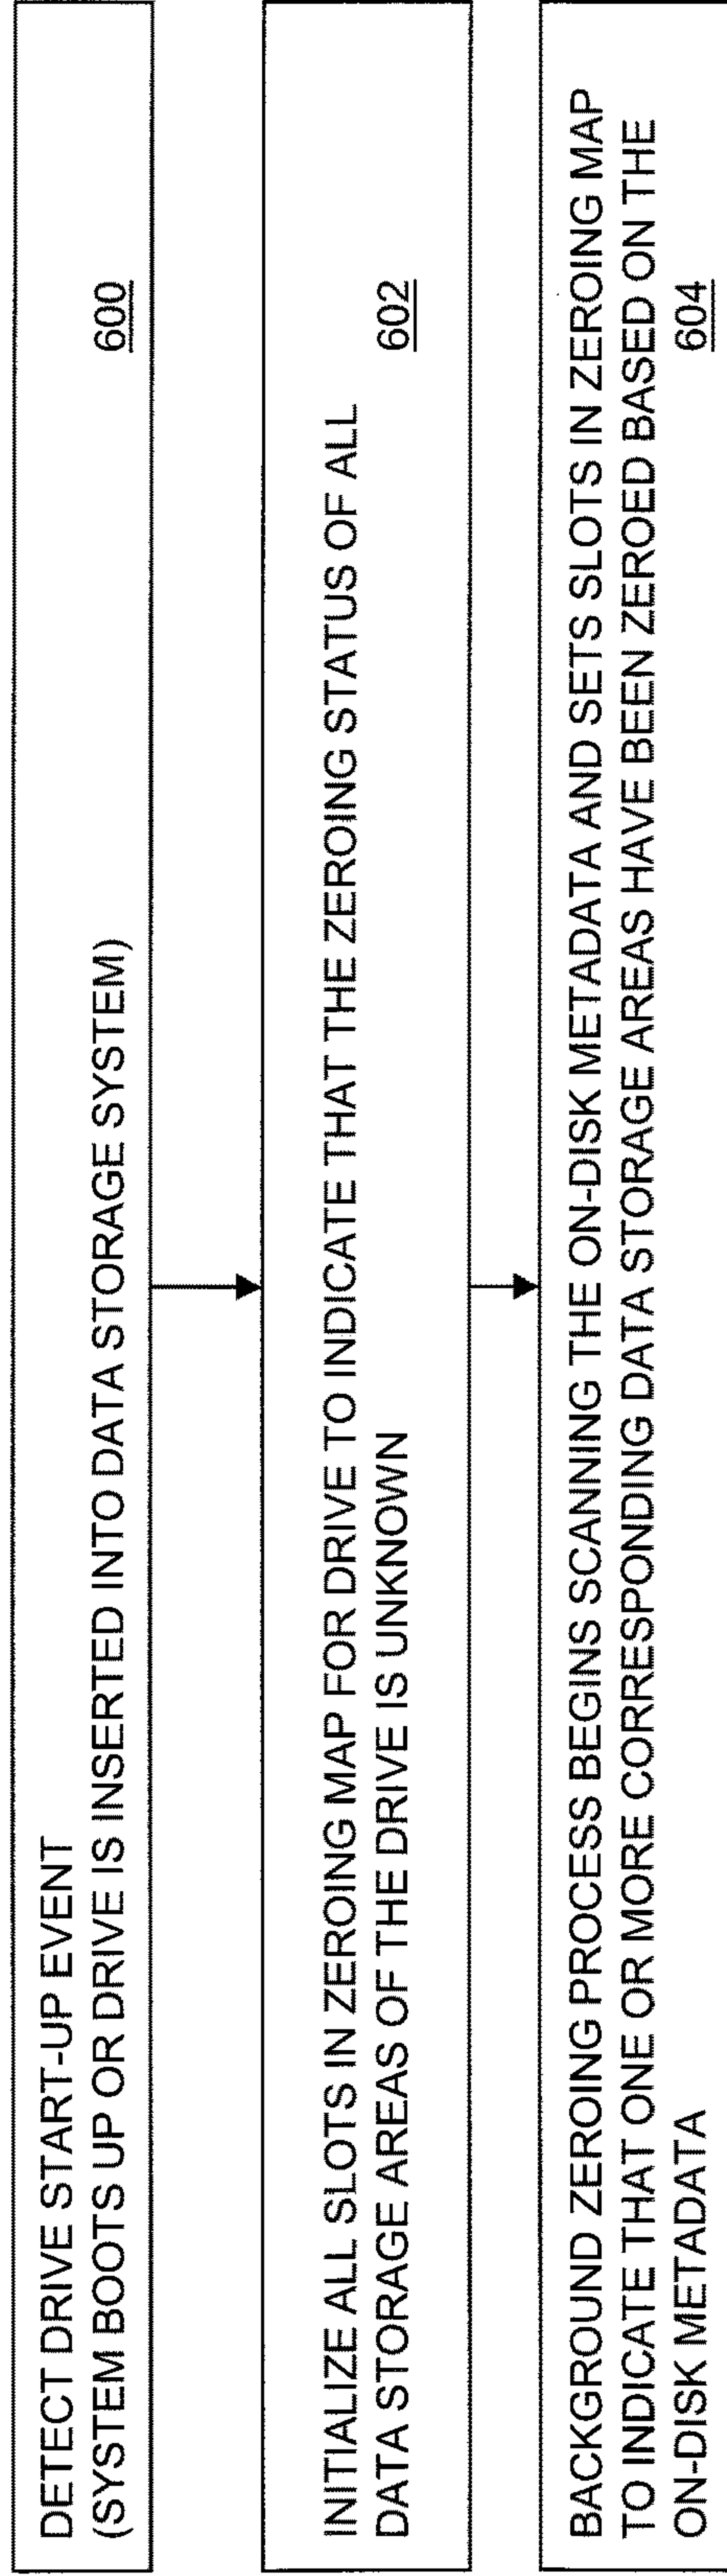 DETECT DRIVE START-UP EVENT
(SYSTEM BOOTS UP OR DRIVE IS INSERTED INTO DATA STORAGE SYSTEM)
600
INITIALIZE ALL SLOTS IN ZEROING MAP FOR DRIVE TO INDICATE THAT THE ZEROING STATUS OF ALL
DATA STORAGE AREAS OF THE DRIVE IS UNKNOWN
602
BACKGROUND ZEROING PROCESS BEGINS SCANNING THE ON-DISK METADATA AND SETS SLOTS IN ZEROING MAP
TO INDICATE THAT ONE OR MORE CORRESPONDING DATA STORAGE AREAS HAVE BEEN ZEROED BASED ON THE
ON-DISK METADATA
604